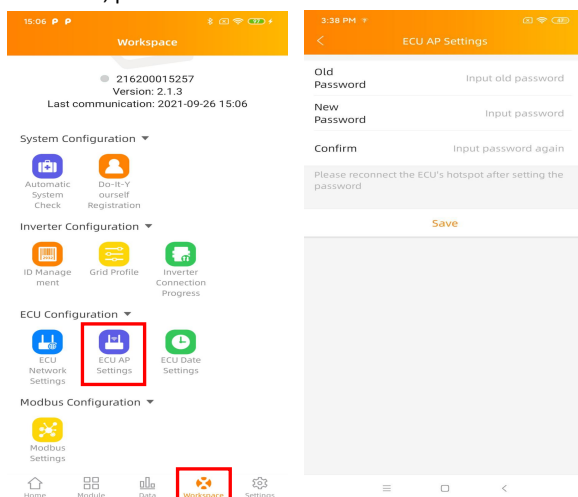 15:06
87
Workspace
216200015257
Version: 2.1.3
Last communication: 2021-09-26 15:06
System Configuration
Automatic
System
Check
Do-It-Y
ourself
Registration
Inverter Configuration
ID Manage
ment
Grid Profile
Inverter
Connection
Progress
ECU Configuration
ECU
Network
Settings
ECU AP
Settings
ECU Date
Settings
Modbus Configuration
Modbus
Settings
Home
Module
Data
Workspace
Settings
3:38 PM
ECU AP Settings
Old
Password
Input old password
New
Password
Input password
Confirm
Input password again
Please reconnect the ECU's hotspot after setting the
password
Save